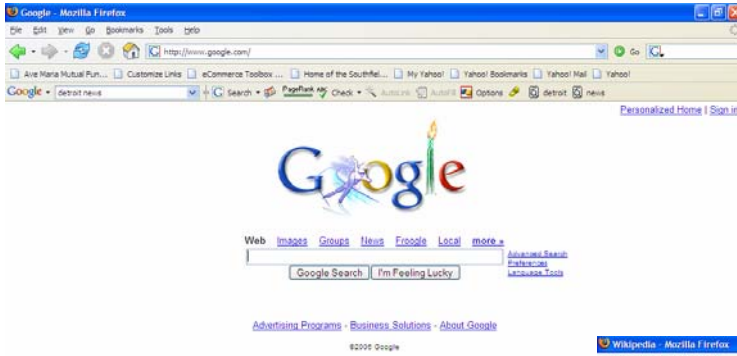 Google - Mozilla Firefox
File Edit View Go Bookmarks Tools Help
http://www.google.com/ Go
Ave Maria Mutual Fun... Customize Links eCommerce Toolbox ... Home of the Southfiel... My Yahoo! Yahoo! Bookmarks Yahoo! Mail Yahoo!
Google detroit news Search PageRank Check AutoLink AutoFill Options detroit news
Personalized Home | Sign in
Google
Web Images Groups News Froogle Local more »
Advanced Search
Preferences
Language Tools
Google Search I'm Feeling Lucky
Advertising Programs - Business Solutions - About Google
©2006 Google
Wikipedia - Mozilla Firefox